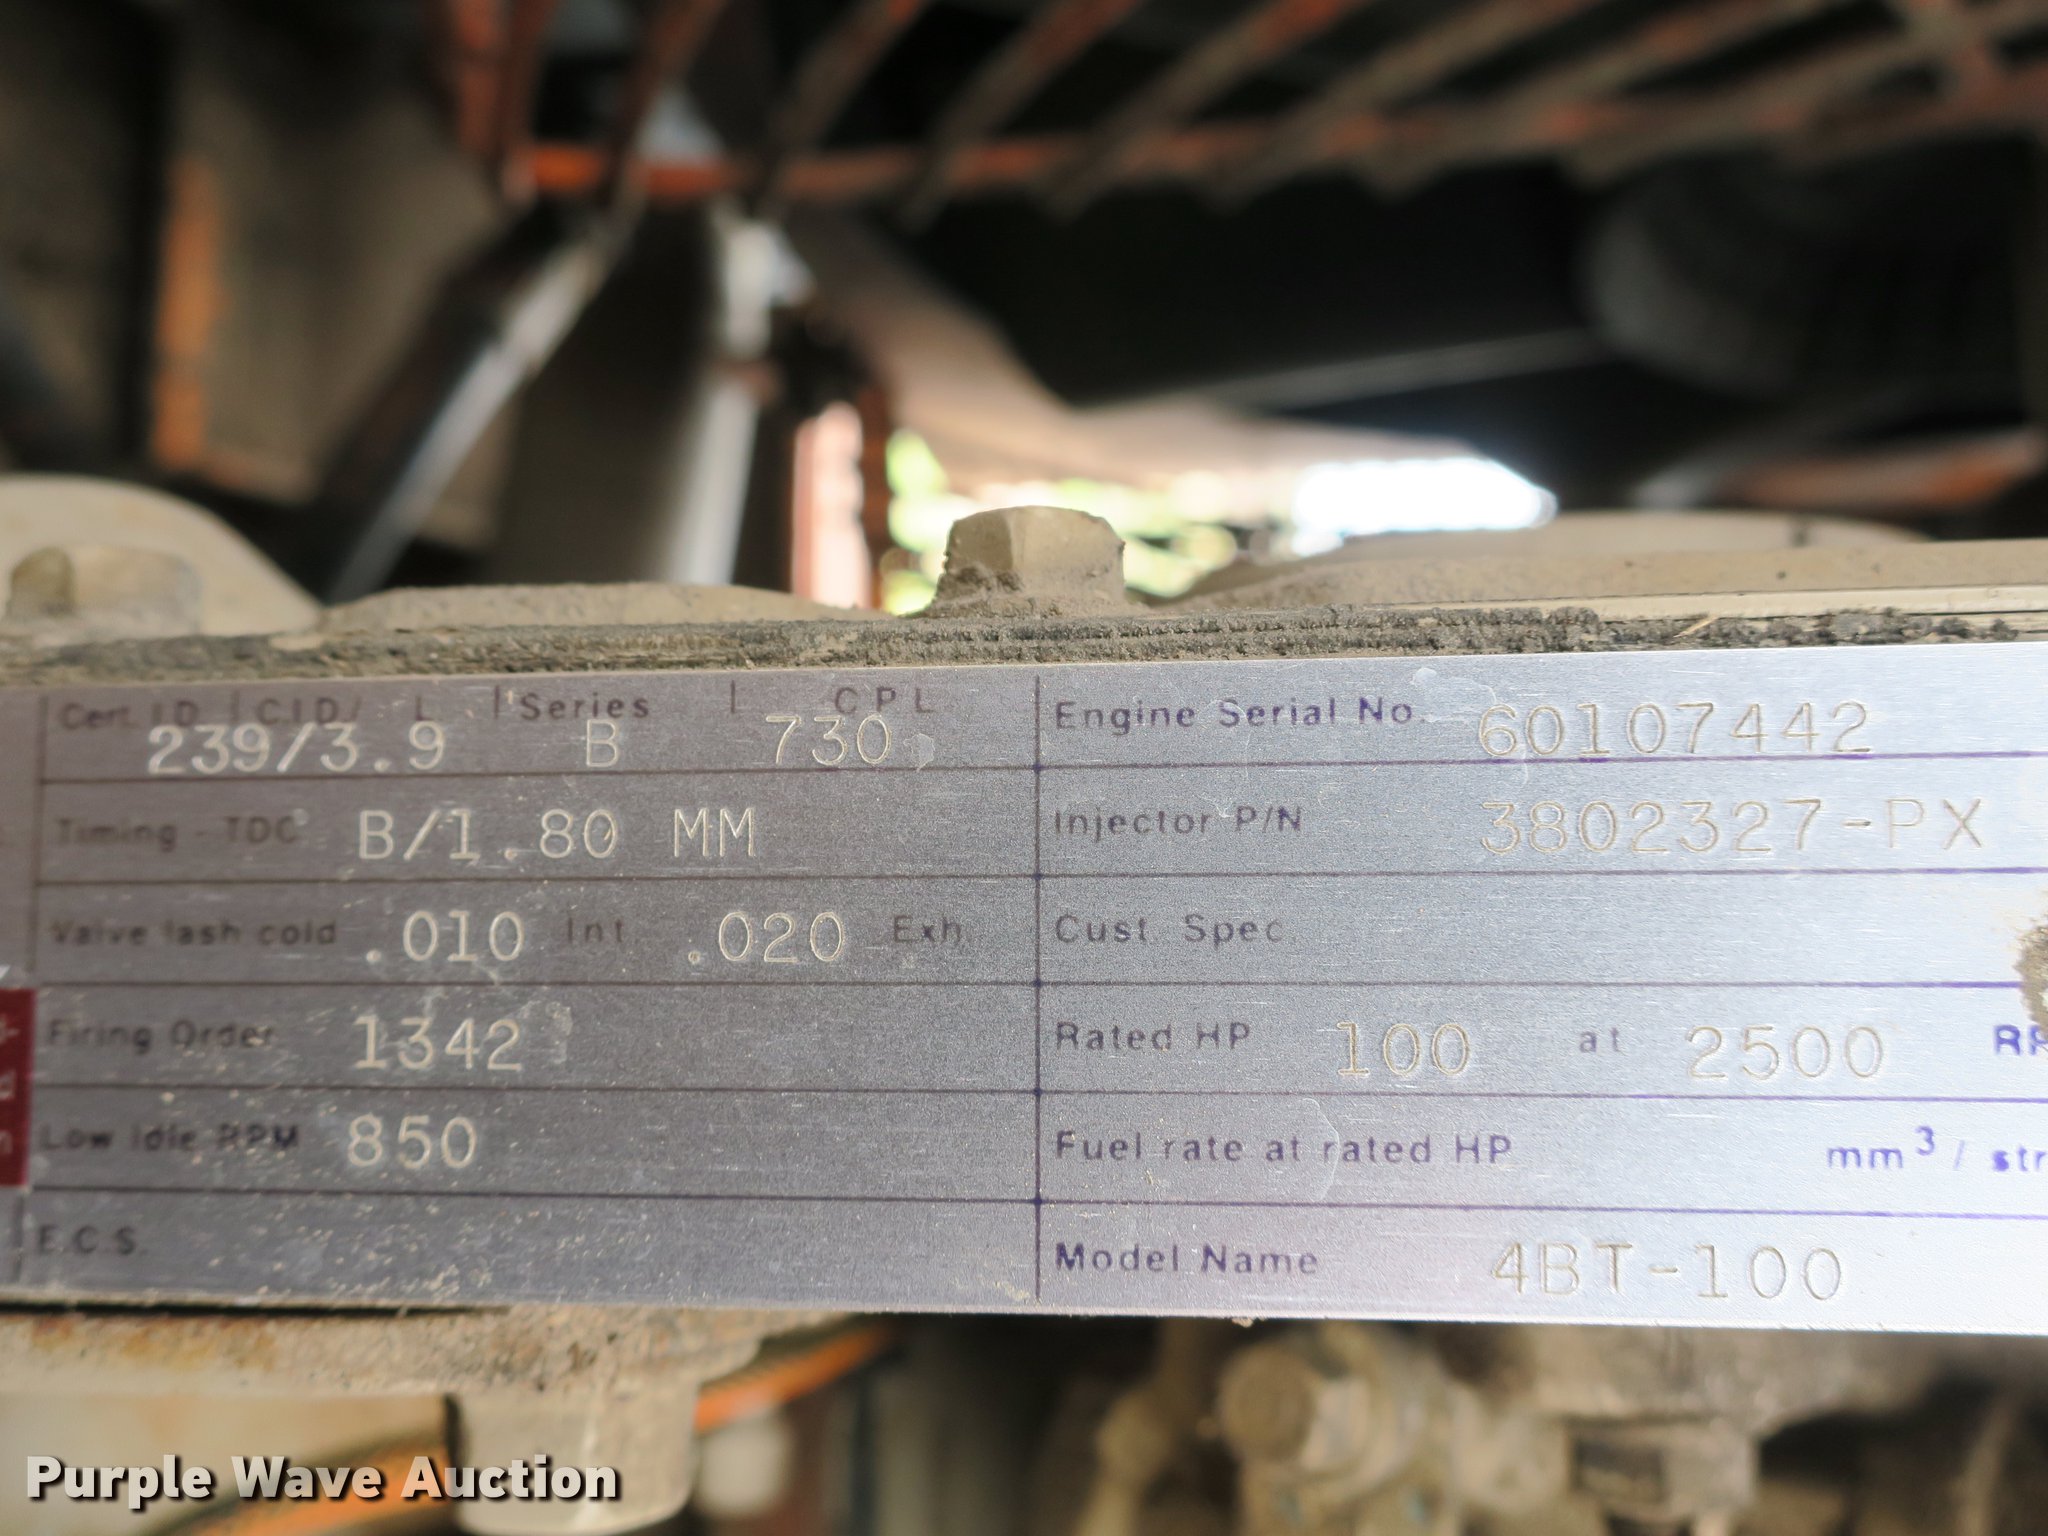 Cert. ID CID/ L Series CPL
239/3.9 B 730
Timing - TDC B/1.80 MM
Valve lash cold .010 Int. .020 Exh.
Firing Order 1342
Low Idle RPM 850
E.C.S.
Engine Serial No. 60107442
Injector P/N 3802327-PX
Cust. Spec.
Rated HP 100 at 2500
Fuel rate at rated HP mm³/ str
Model Name 4BT-100
Purple Wave Auction